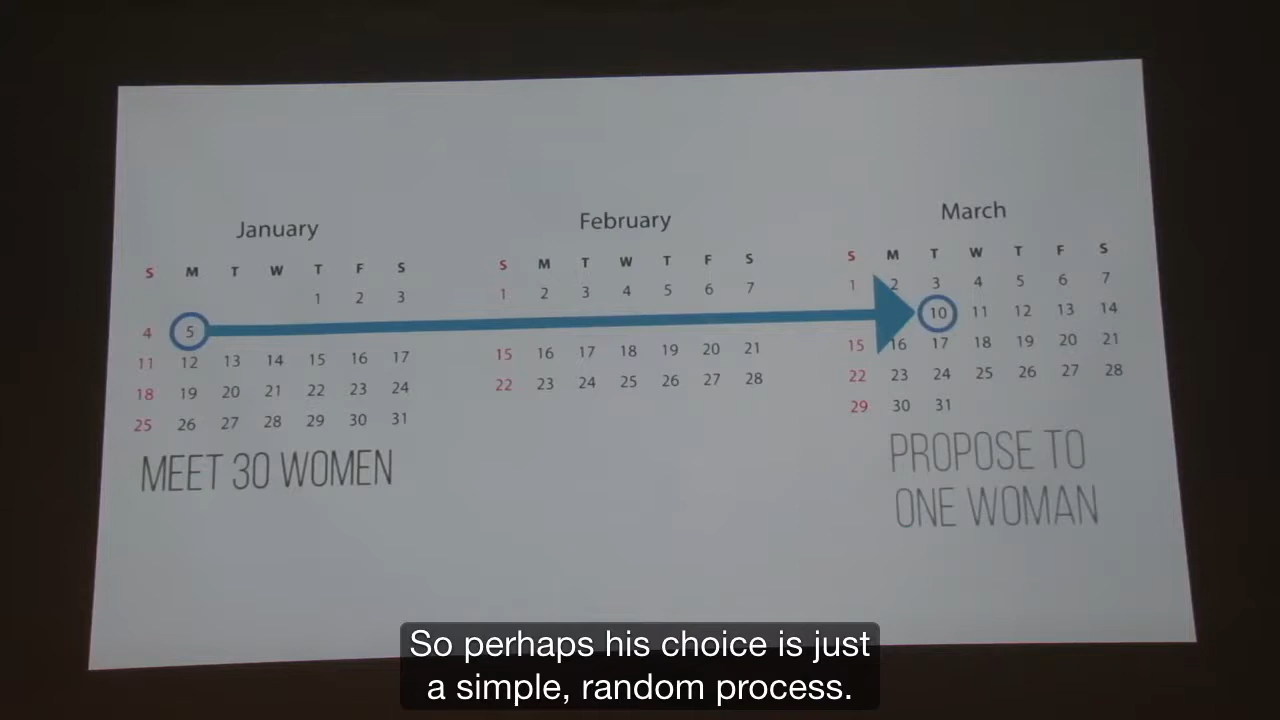 January
S M T W T F S
1 2 3
4 5
11 12 13 14 15 16 17
18 19 20 21 22 23 24
25 26 27 28 29 30 31
MEET 30 WOMEN
February
S M T W T F S
1 2 3 4 5 6 7
15 16 17 18 19 20 21
22 23 24 25 26 27 28
March
S M T W T F S
1 2 3 4 5 6 7
10 11 12 13 14
15 16 17 18 19 20 21
22 23 24 25 26 27 28
29 30 31
PROPOSE TO
ONE WOMAN
So perhaps his choice is just
a simple, random process.